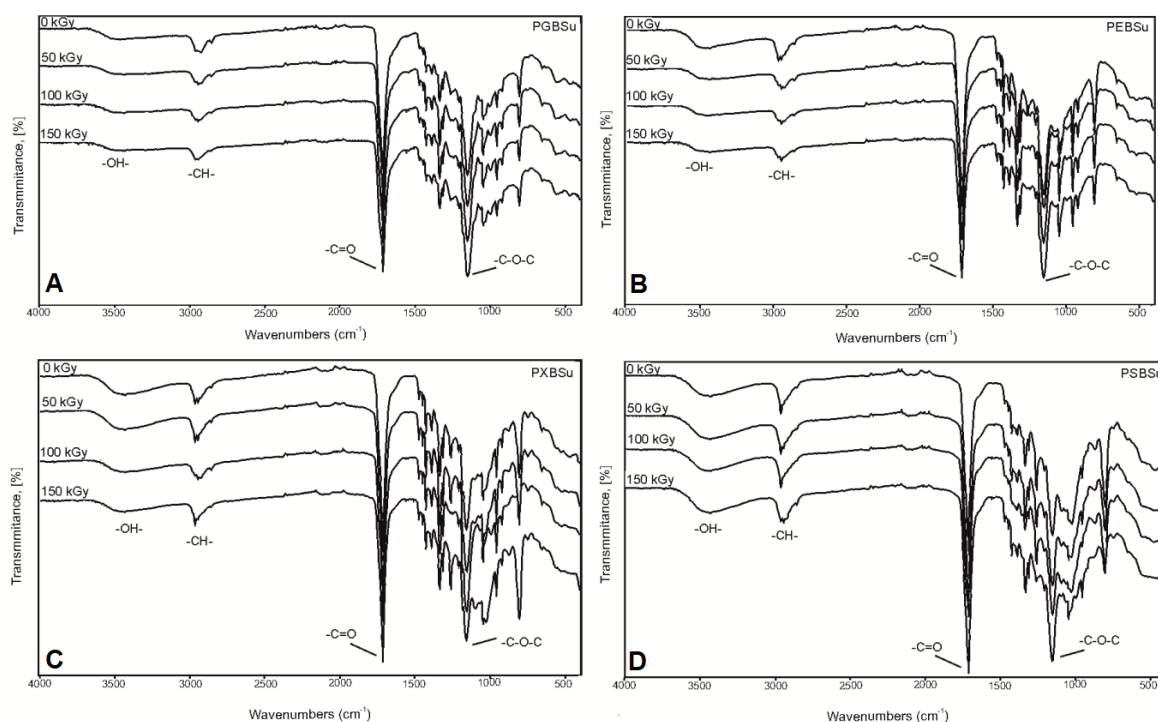 0 kGy
PGBSu
50 kGy
100 kGy
150 kGy
-OH-
-CH-
-C=O
-C-O-C
A
Transmmitance, [%]
4000 3500 3000 2500 2000 1500 1000 500
Wavenumbers (cm⁻¹)
0 kGy
PEBSu
50 kGy
100 kGy
150 kGy
-OH-
-CH-
-C=O
-C-O-C
B
Transmmitance, [%]
4000 3500 3000 2500 2000 1500 1000 500
Wavenumbers (cm⁻¹)
0 kGy
PXBSu
50 kGy
100 kGy
150 kGy
-OH-
-CH-
-C=O
-C-O-C
C
Transmmitance, [%]
4000 3500 3000 2500 2000 1500 1000 500
Wavenumbers (cm⁻¹)
0 kGy
PSBSu
50 kGy
100 kGy
150 kGy
-OH-
-CH-
-C=O
-C-O-C
D
Transmmitance, [%]
4000 3500 3000 2500 2000 1500 1000 500
Wavenumbers (cm⁻¹)